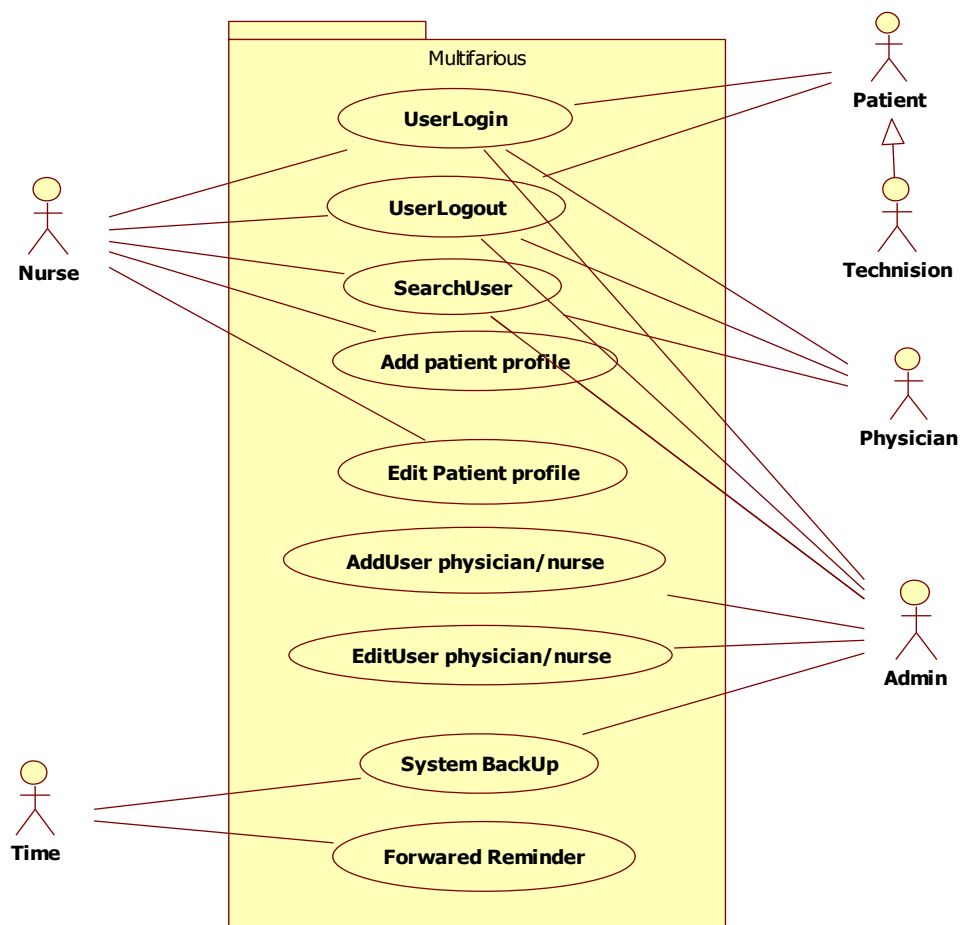 Multifarious
Patient
UserLogin
UserLogout
Nurse
Technision
SearchUser
Add patient profile
Physician
Edit Patient profile
AddUser physician/nurse
EditUser physician/nurse
Admin
System BackUp
Time
Forwared Reminder